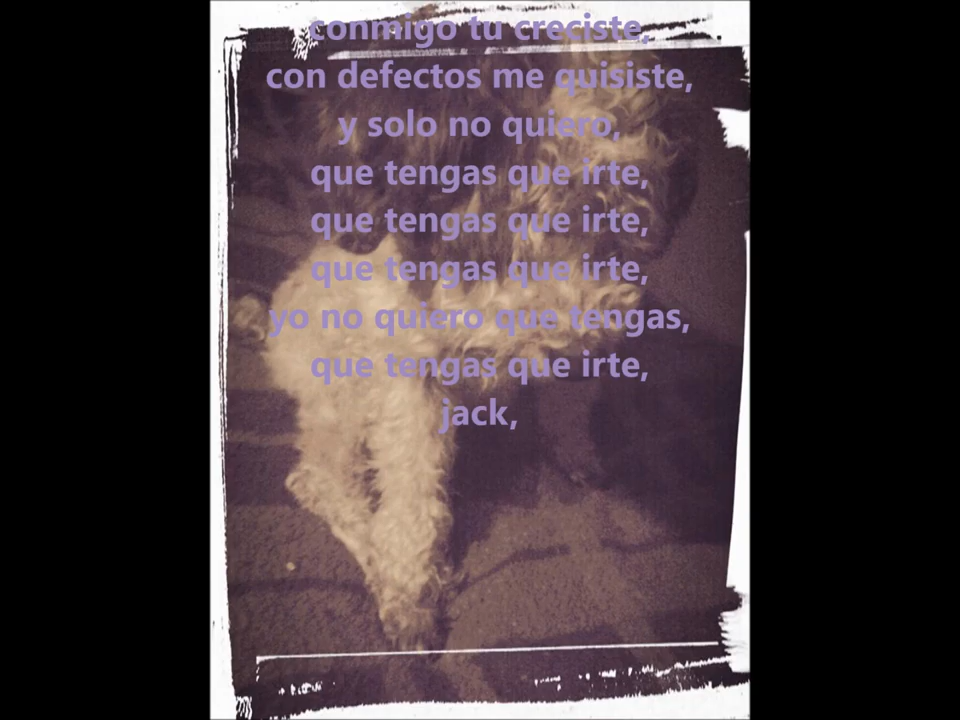 conmigo tu creciste,
con defectos me quisiste,
y solo no quiero,
que tengas que irte,
que tengas que irte,
que tengas que irte,
yo no quiero que tengas,
que tengas que irte,
jack,